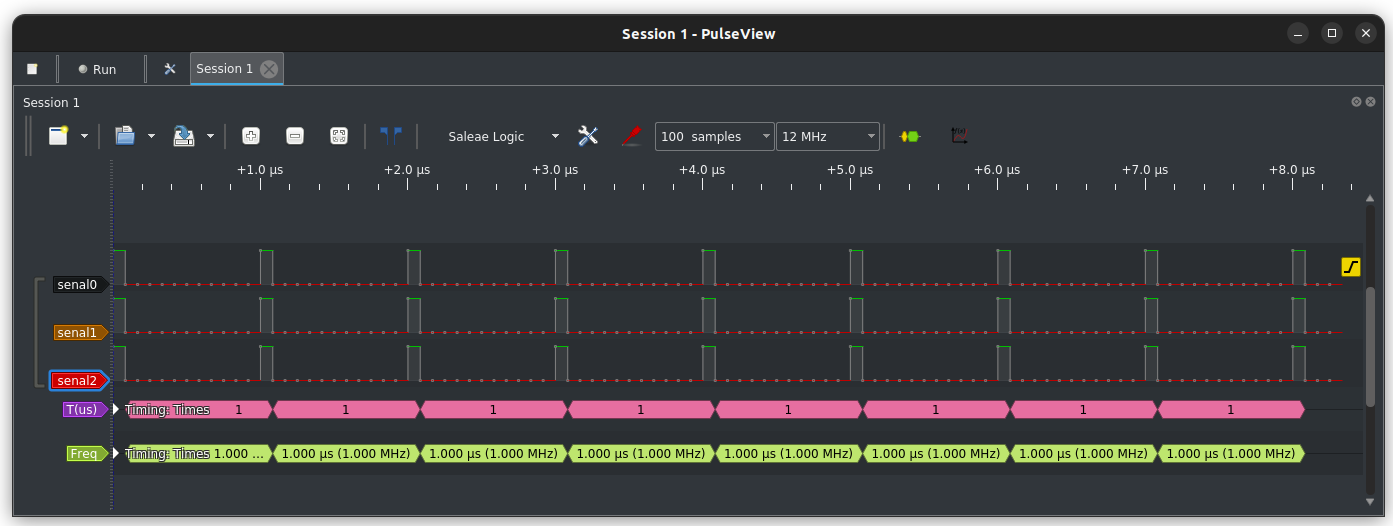 Session 1 - PulseView
Run Session 1
Session 1
Saleae Logic 100 samples 12 MHz
+1.0 µs +2.0 µs +3.0 µs +4.0 µs +5.0 µs +6.0 µs +7.0 µs +8.0 µs
senal0
senal1
senal2
T(us) Timing: Times 1 1 1 1 1 1 1 1
Freq Timing: Times 1.000 ... 1.000 µs (1.000 MHz) 1.000 µs (1.000 MHz) 1.000 µs (1.000 MHz) 1.000 µs (1.000 MHz) 1.000 µs (1.000 MHz) 1.000 µs (1.000 MHz) 1.000 µs (1.000 MHz)